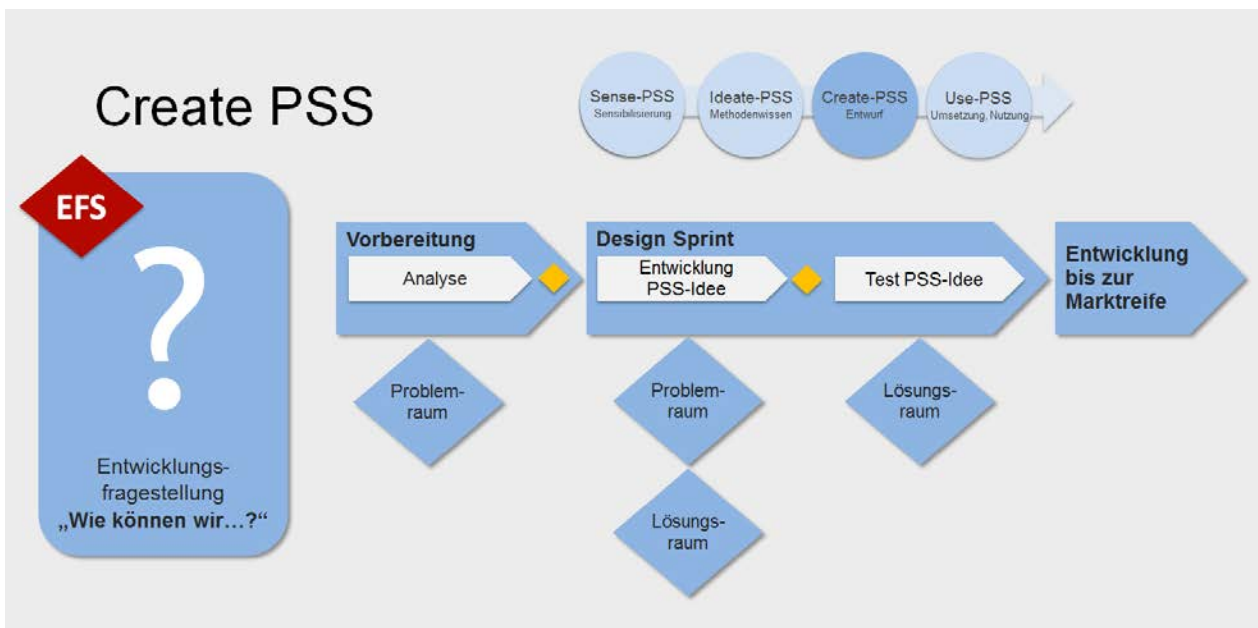 Create PSS
Sense-PSS
Sensibilisierung
Ideate-PSS
Methodenwissen
Create-PSS
Entwurf
Use-PSS
Umsetzung, Nutzung
EFS
?
Entwicklungs-
fragestellung
„Wie können wir…?“
Vorbereitung
Analyse
Problem-
raum
Design Sprint
Entwicklung
PSS-Idee
Test PSS-Idee
Problem-
raum
Lösungs-
raum
Lösungs-
raum
Entwicklung
bis zur
Marktreife